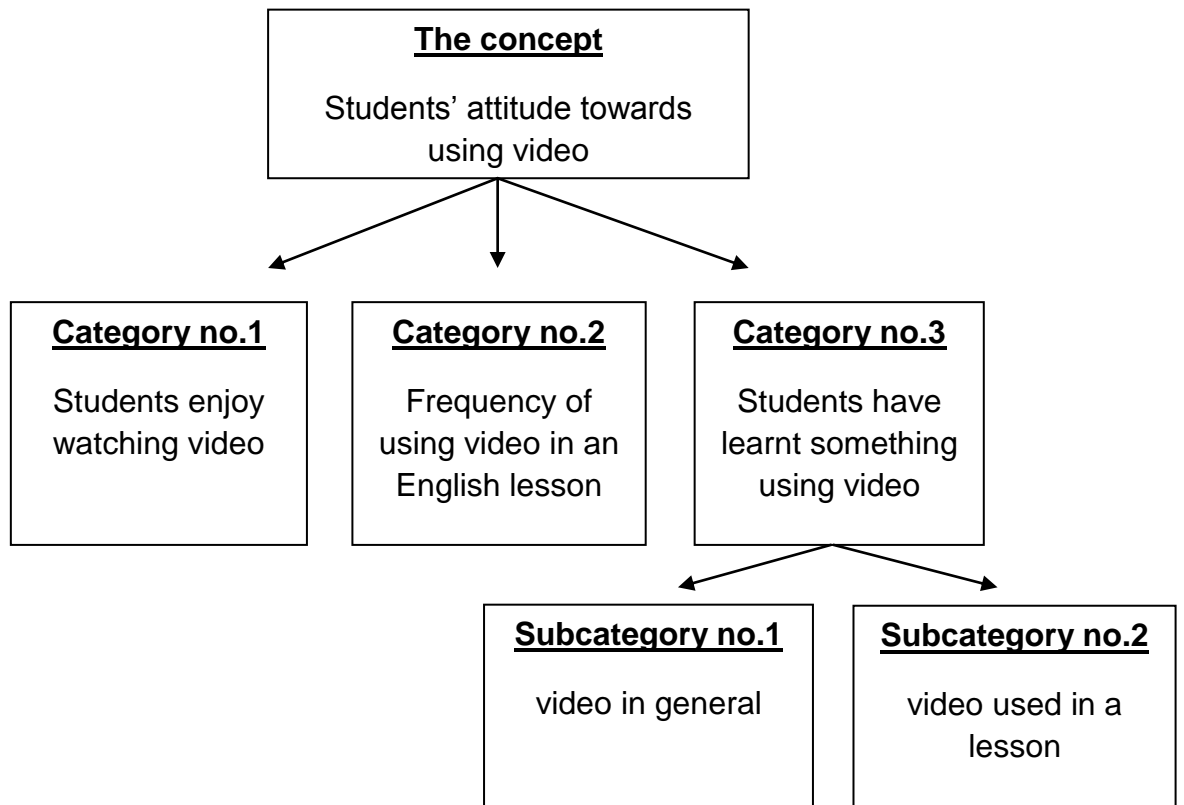 The concept
Students’ attitude towards
using video
Category no.1
Students enjoy
watching video
Category no.2
Frequency of
using video in an
English lesson
Category no.3
Students have
learnt something
using video
Subcategory no.1
video in general
Subcategory no.2
video used in a
lesson